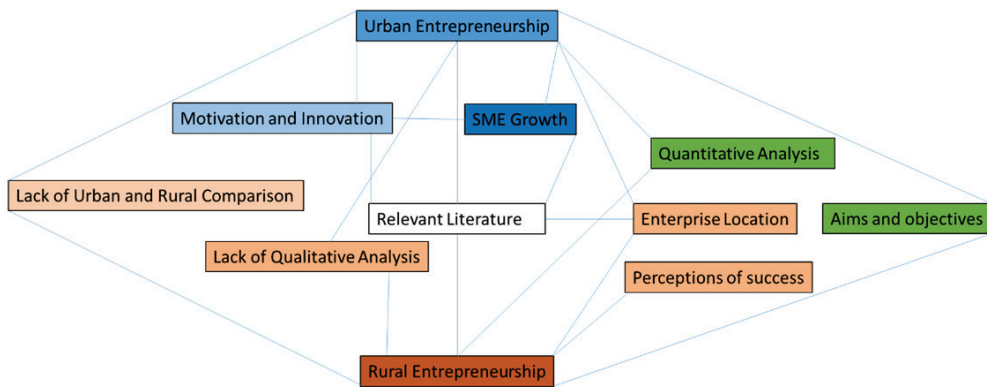 Urban Entrepreneurship
Motivation and Innovation
SME Growth
Quantitative Analysis
Lack of Urban and Rural Comparison
Relevant Literature
Enterprise Location
Aims and objectives
Lack of Qualitative Analysis
Perceptions of success
Rural Entrepreneurship